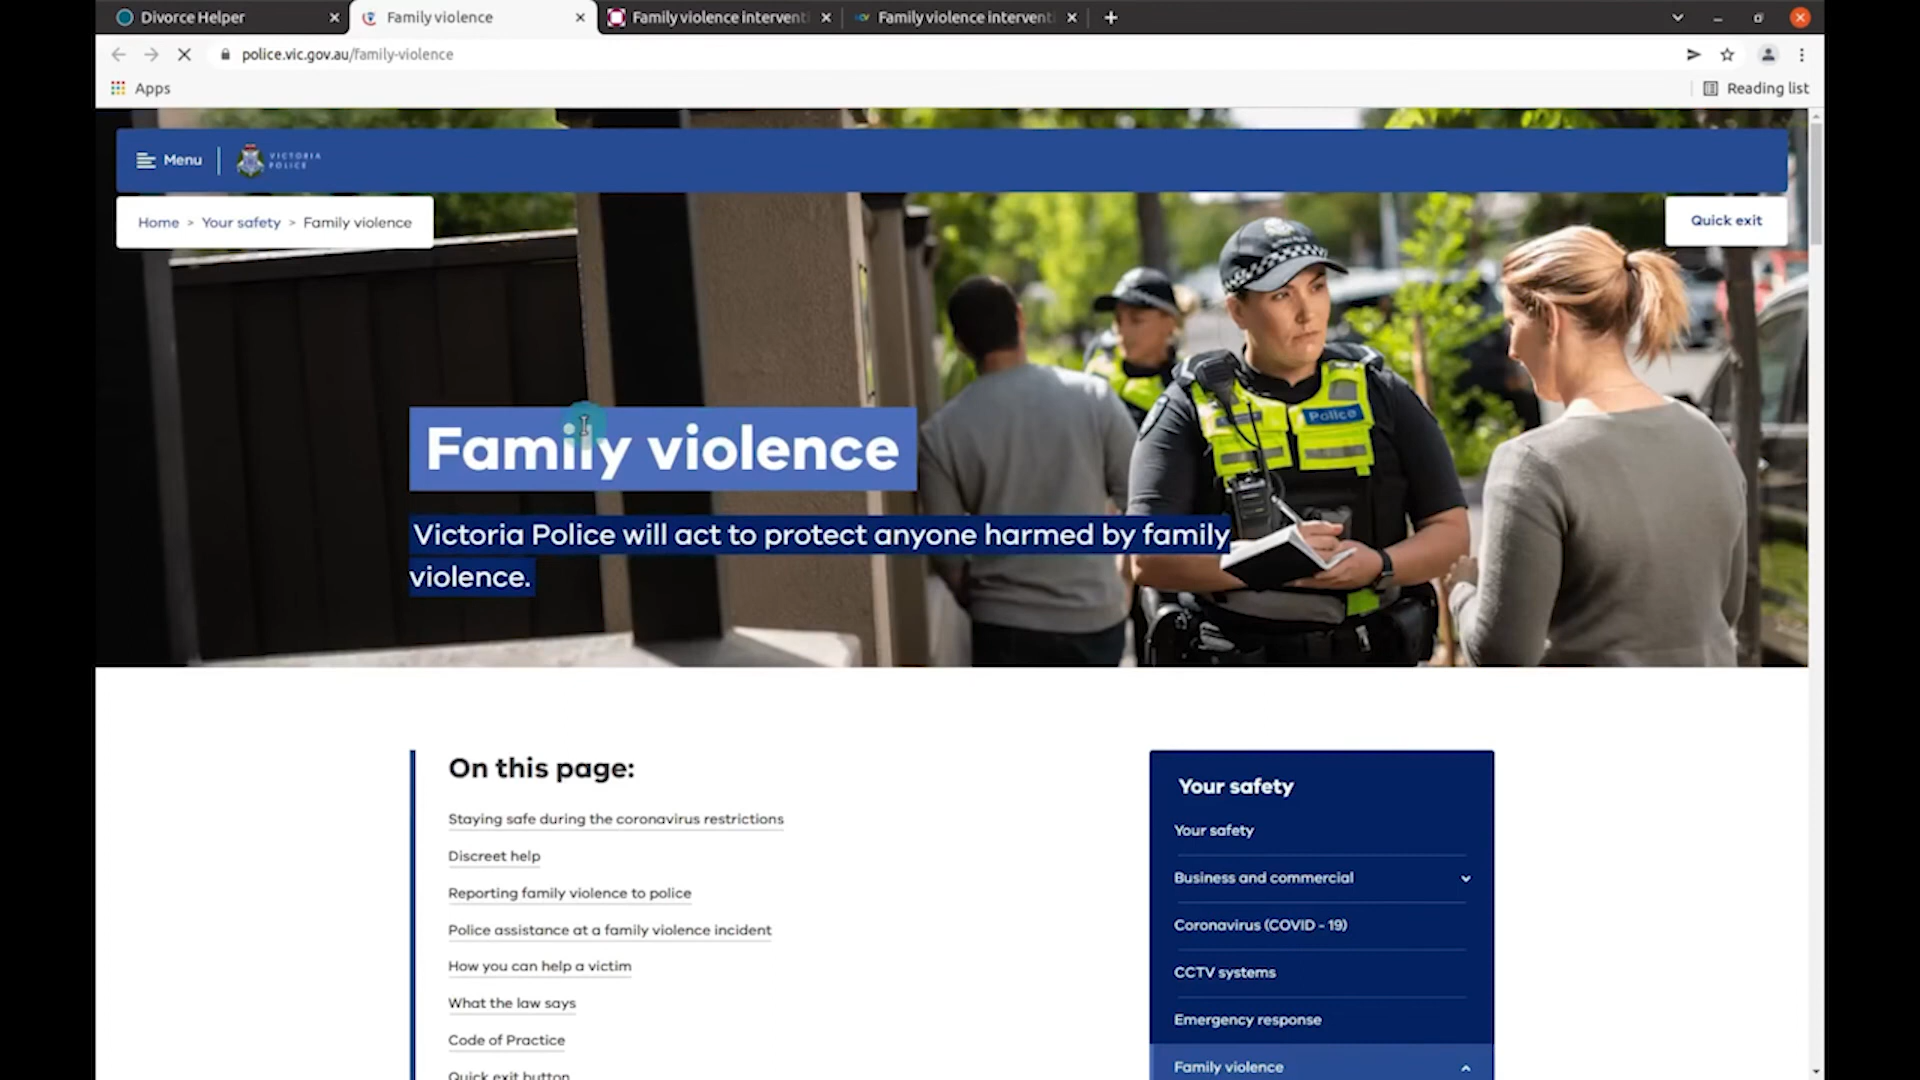 Divorce Helper
Family violence
Family violence interventi
Family violence interventi
police.vic.gov.au/family-violence
Apps
Reading list
Menu
VICTORIA
POLICE
Home > Your safety > Family violence
Quick exit
Police
Family violence
Victoria Police will act to protect anyone harmed by family
violence.
On this page:
Staying safe during the coronavirus restrictions
Discreet help
Reporting family violence to police
Police assistance at a family violence incident
How you can help a victim
What the law says
Code of Practice
Quick exit button
Your safety
Your safety
Business and commercial
Coronavirus (COVID - 19)
CCTV systems
Emergency response
Family violence